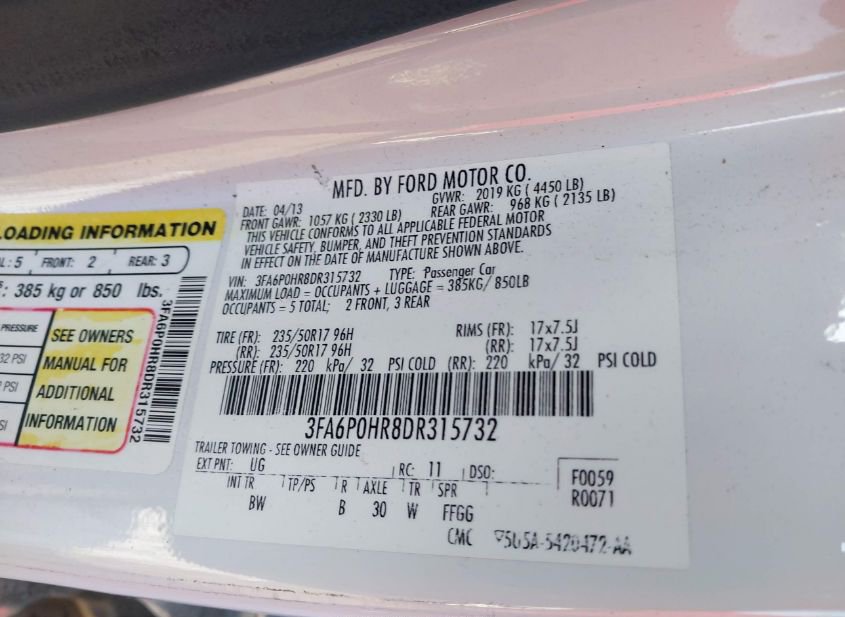 LOADING INFORMATION
: 5 FRONT: 2 REAR: 3
: 385 kg or 850 lbs.
PRESSURE
32 PSI
PSI
SEE OWNERS
MANUAL FOR
ADDITIONAL
INFORMATION
3FA6P0HR8DR315732
MFD. BY FORD MOTOR CO.
DATE: 04/13 GVWR: 2019 KG ( 4450 LB)
FRONT GAWR: 1057 KG ( 2330 LB) REAR GAWR: 968 KG ( 2135 LB)
THIS VEHICLE CONFORMS TO ALL APPLICABLE FEDERAL MOTOR
VEHICLE SAFETY, BUMPER, AND THEFT PREVENTION STANDARDS
IN EFFECT ON THE DATE OF MANUFACTURE SHOWN ABOVE.
VIN: 3FA6P0HR8DR315732 TYPE: Passenger Car
MAXIMUM LOAD = OCCUPANTS + LUGGAGE = 385KG/ 850LB
OCCUPANTS = 5 TOTAL; 2 FRONT, 3 REAR
TIRE (FR): 235/50R17 96H RIMS (FR): 17x7.5J
(RR): 235/50R17 96H (RR): 17x7.5J
PRESSURE (FR): 220 kPa/ 32 PSI COLD (RR): 220 kPa/ 32 PSI COLD
3FA6P0HR8DR315732
TRAILER TOWING - SEE OWNER GUIDE
EXT PNT: UG RC: 11 DSO: F0059
INT TR TP/PS R AXLE TR SPR R0071
BW B 30 W FFGG
CMC